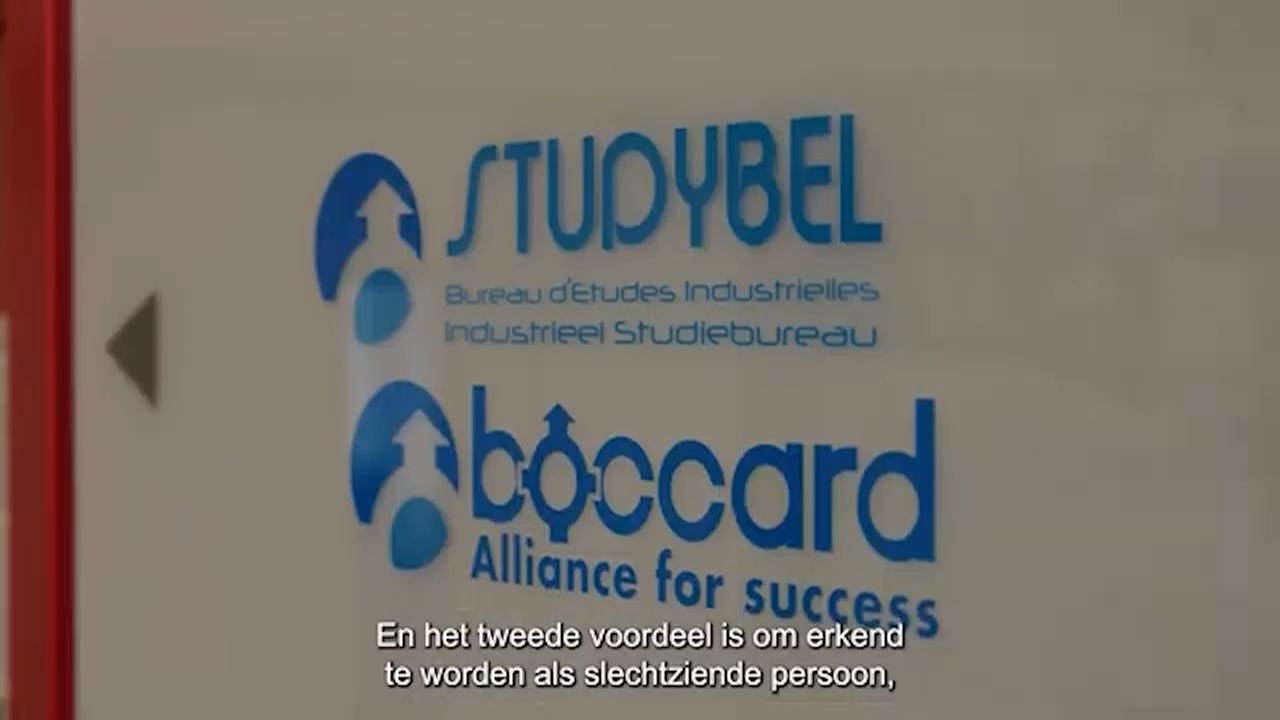 STUDYBEL
Bureau d'Etudes Industrielles
Industrieel Studiebureau
boccard
Alliance for success
En het tweede voordeel is om erkend
te worden als slechtziende persoon,